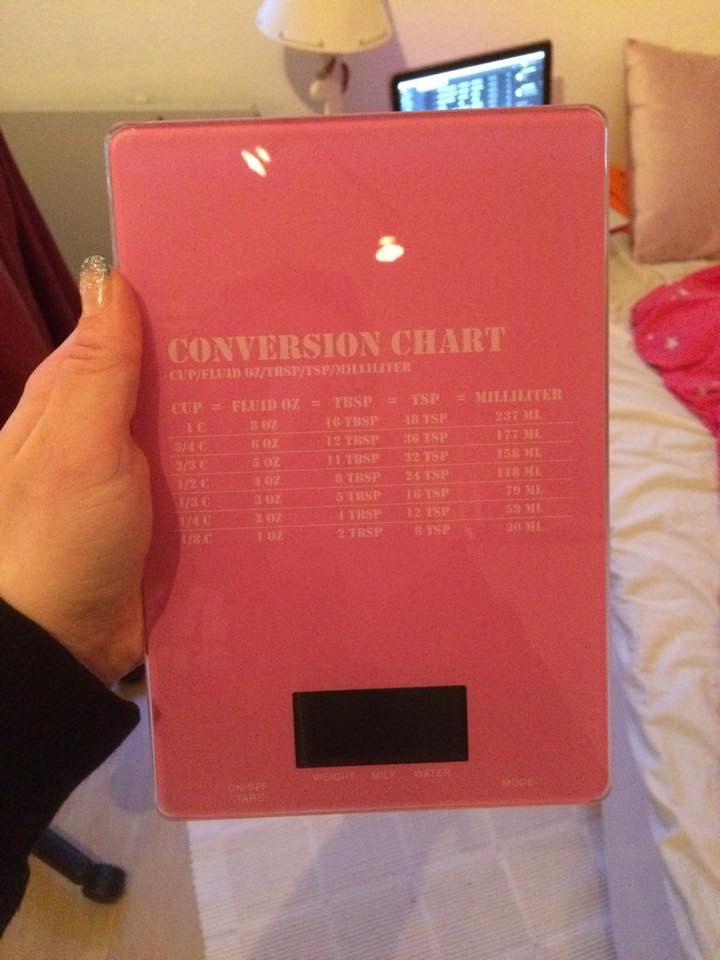 CONVERSION CHART
CUP/FLUID OZ/TBSP/TSP/MILLILITER
CUP = FLUID OZ = TBSP = TSP = MILLILITER
1 C 8 OZ 16 TBSP 48 TSP 237 ML
3/4 C 6 OZ 12 TBSP 36 TSP 177 ML
2/3 C 5 OZ 11 TBSP 32 TSP 158 ML
1/2 C 4 OZ 8 TBSP 24 TSP 118 ML
1/3 C 3 OZ 5 TBSP 16 TSP 79 ML
1/4 C 2 OZ 4 TBSP 12 TSP 59 ML
1/8 C 1 OZ 2 TBSP 6 TSP 30 ML
WEIGHT MILK WATER
ON/OFF MODE
TARE